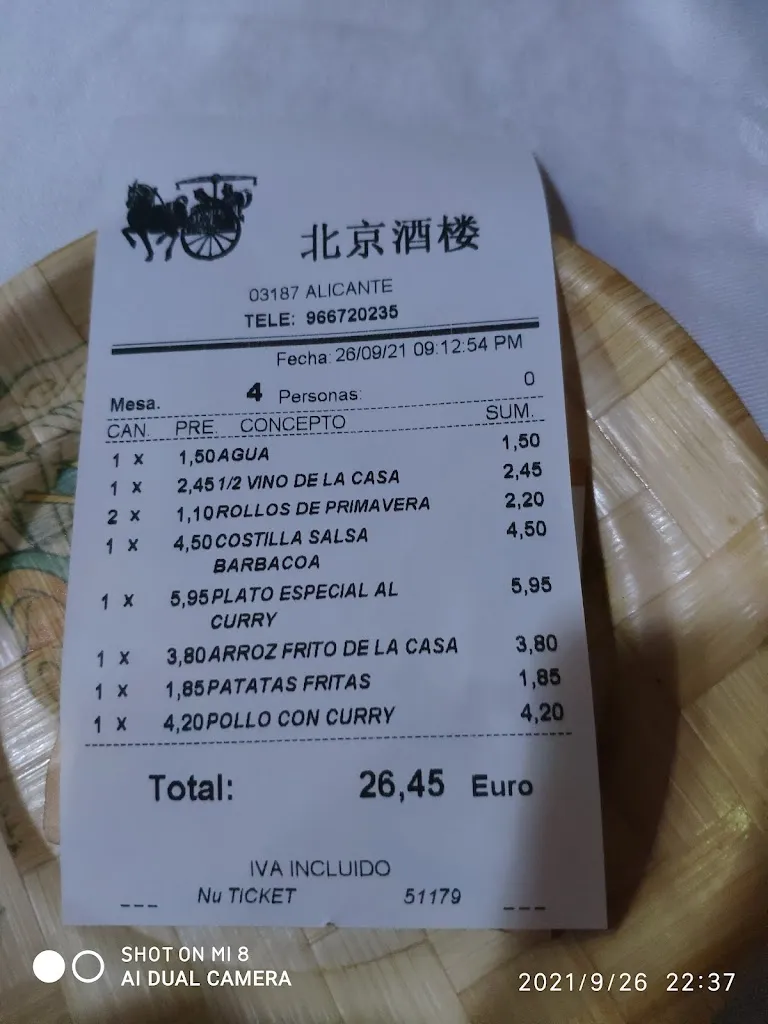 北京酒楼
03187 ALICANTE
TELE: 966720235
Fecha: 26/09/21 09:12:54 PM
Mesa. 4 Personas: 0
CAN. PRE. CONCEPTO SUM.
1 x 1,50 AGUA 1,50
1 x 2,45 1/2 VINO DE LA CASA 2,45
2 x 1,10 ROLLOS DE PRIMAVERA 2,20
1 x 4,50 COSTILLA SALSA 4,50
BARBACOA
1 x 5,95 PLATO ESPECIAL AL 5,95
CURRY
1 x 3,80 ARROZ FRITO DE LA CASA 3,80
1 x 1,85 PATATAS FRITAS 1,85
1 x 4,20 POLLO CON CURRY 4,20
Total: 26,45 Euro
IVA INCLUIDO
--- Nu TICKET 51179 ---
SHOT ON MI 8
AI DUAL CAMERA
2021/9/26 22:37